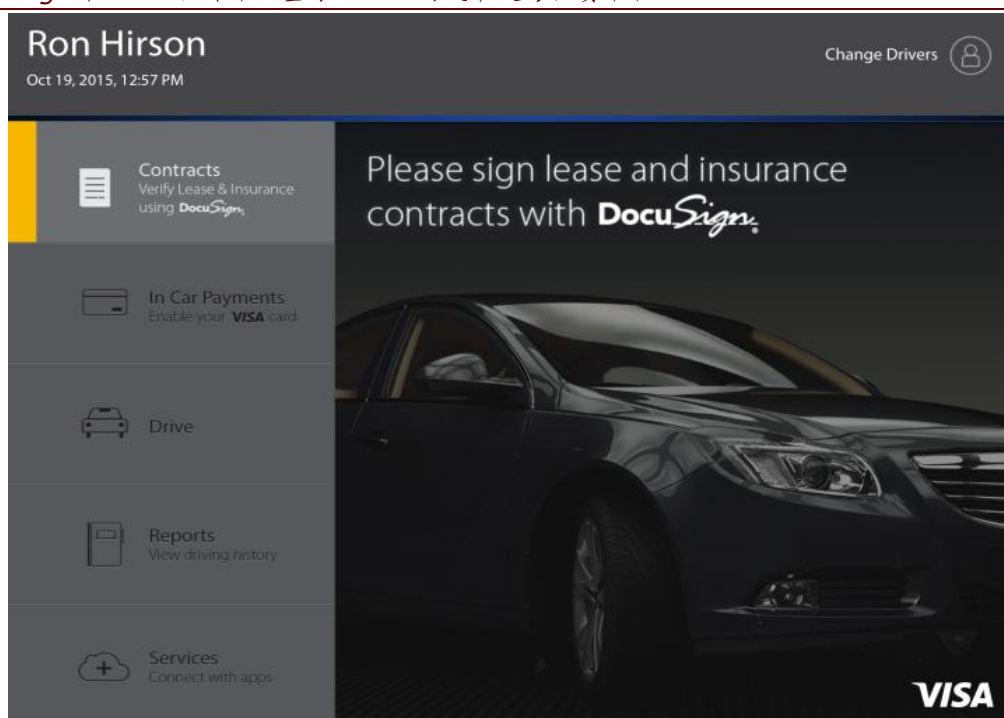 Ron Hirson
Oct 19, 2015, 12:57 PM
Change Drivers
Contracts
Verify Lease & Insurance
using DocuSign
Please sign lease and insurance
contracts with DocuSign
In Car Payments
Enable your VISA card
Drive
Reports
View driving history
Services
Connect with apps
VISA